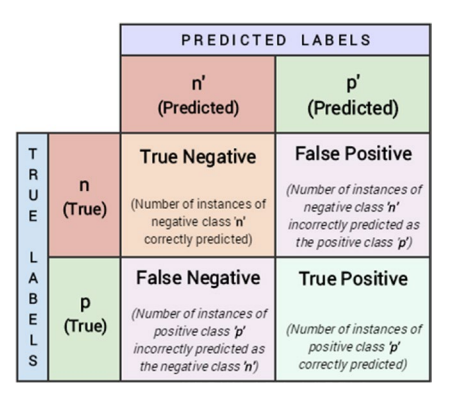 PREDICTED LABELS
n'
(Predicted)
p'
(Predicted)
TRUE LABELS
n
(True)
True Negative
(Number of instances of
negative class 'n'
correctly predicted)
False Positive
(Number of instances of
negative class 'n'
incorrectly predicted as
the positive class 'p')
p
(True)
False Negative
(Number of instances of
positive class 'p'
incorrectly predicted as
the negative class 'n')
True Positive
(Number of instances of
positive class 'p'
correctly predicted)